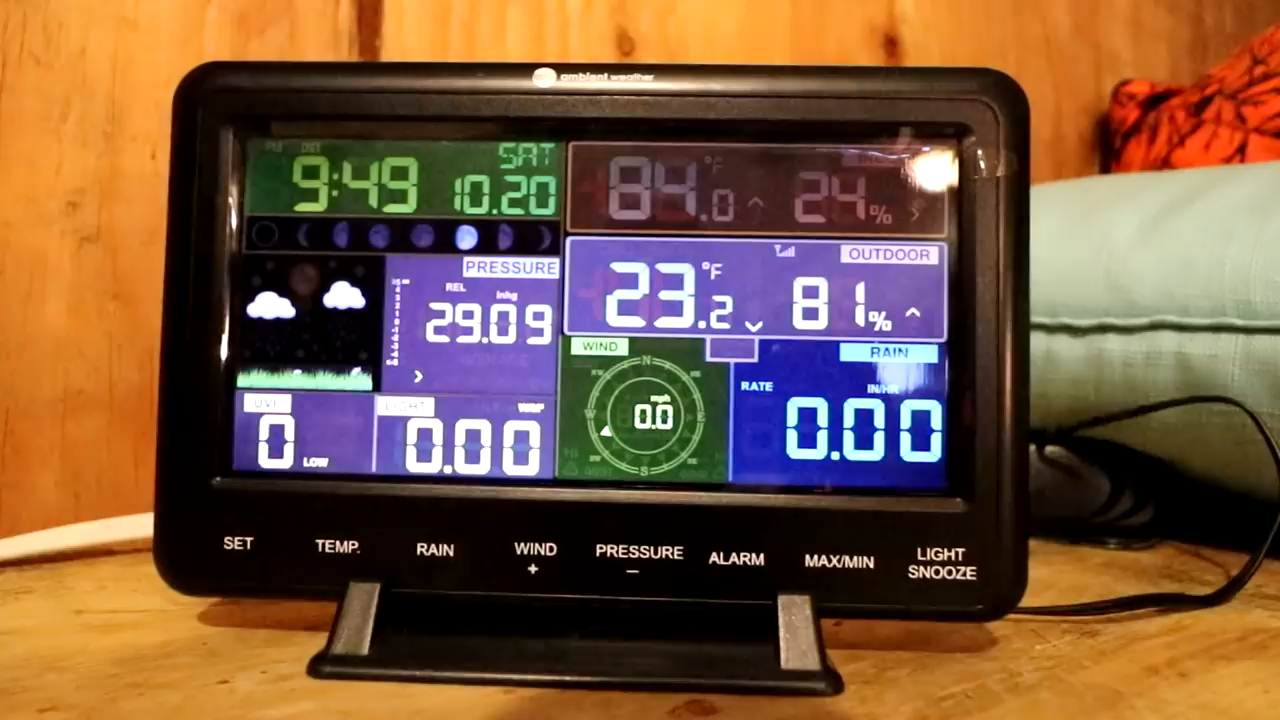 ambient weather
DST
9:49
SAT
10.20
84.0 °F
24%
PRESSURE
REL
Inhg
29.09
OUTDOOR
23.2 °F
81%
UVI
0 LOW
LIGHT
W/M²
0.00
WIND
N
E
S
W
mph
0.0
RAIN
RATE
IN/HR
0.00
SET
TEMP.
RAIN
WIND
+
PRESSURE
–
ALARM
MAX/MIN
LIGHT
SNOOZE